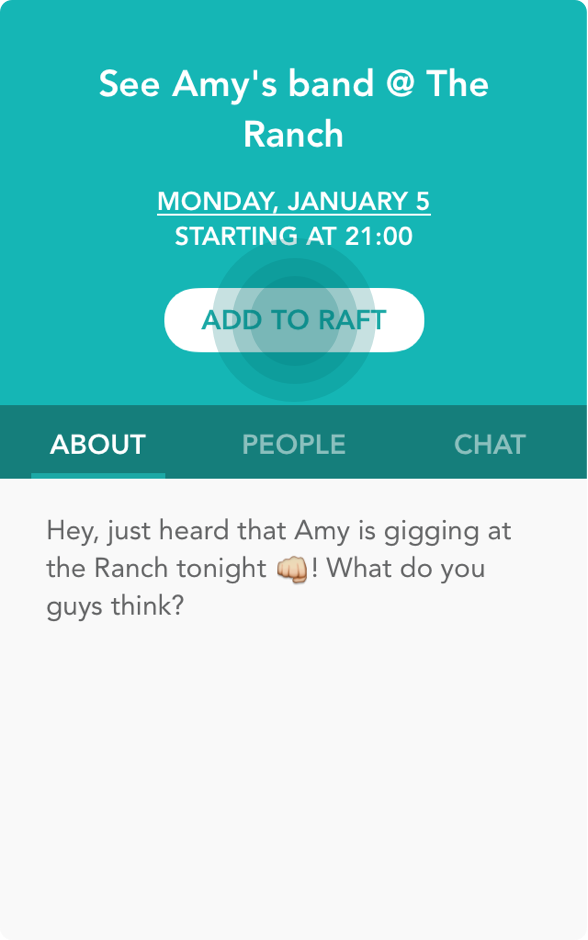 See Amy's band @ The
Ranch
MONDAY, JANUARY 5
STARTING AT 21:00
ADD TO RAFT
ABOUT PEOPLE CHAT
Hey, just heard that Amy is gigging at
the Ranch tonight 👊! What do you
guys think?